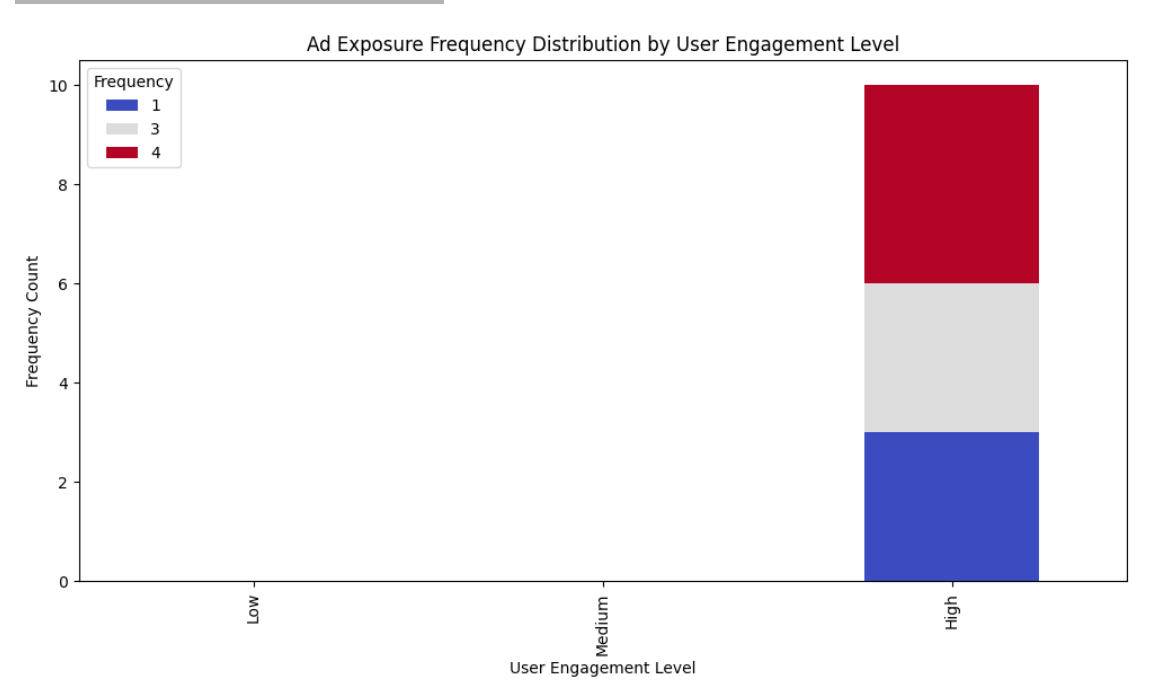 Ad Exposure Frequency Distribution by User Engagement Level
Frequency
1
3
4
10
8
6
4
2
0
Frequency Count
Low
Medium
High
User Engagement Level